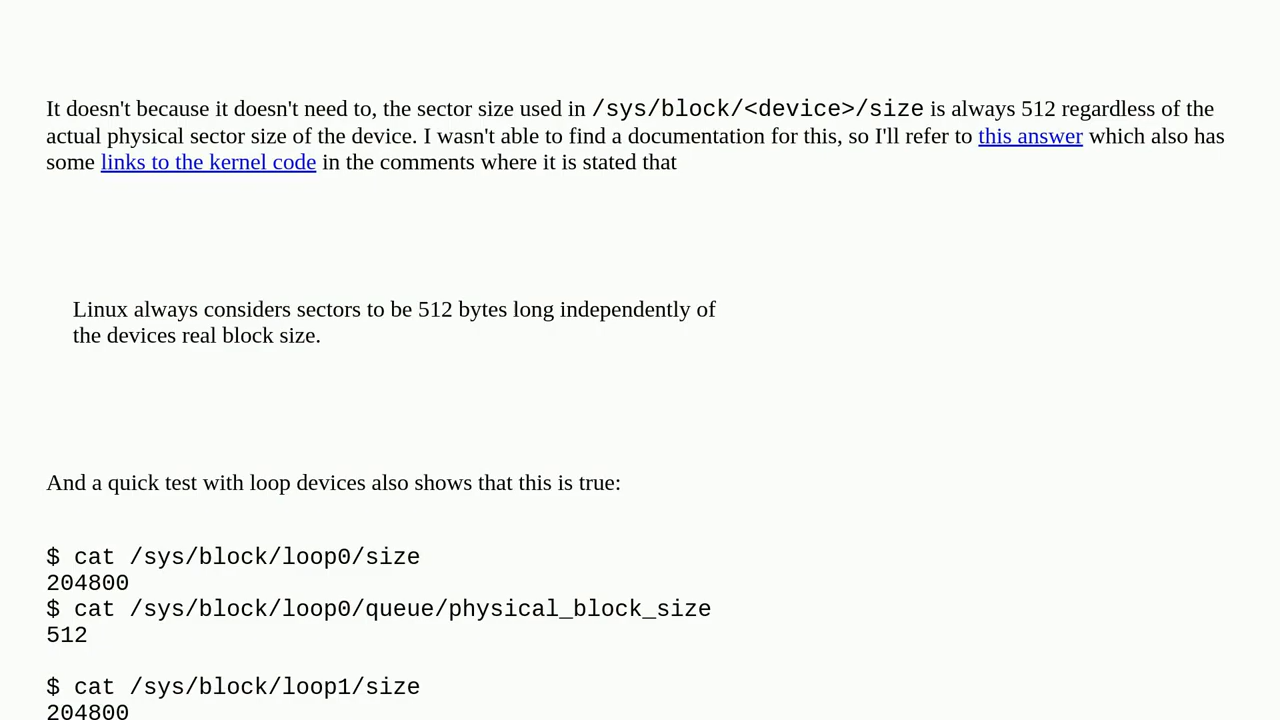 It doesn't because it doesn't need to, the sector size used in /sys/block/<device>/size is always 512 regardless of the
actual physical sector size of the device. I wasn't able to find a documentation for this, so I'll refer to this answer which also has
some links to the kernel code in the comments where it is stated that
Linux always considers sectors to be 512 bytes long independently of
the devices real block size.
And a quick test with loop devices also shows that this is true:
$ cat /sys/block/loop0/size
204800
$ cat /sys/block/loop0/queue/physical_block_size
512
$ cat /sys/block/loop1/size
204800